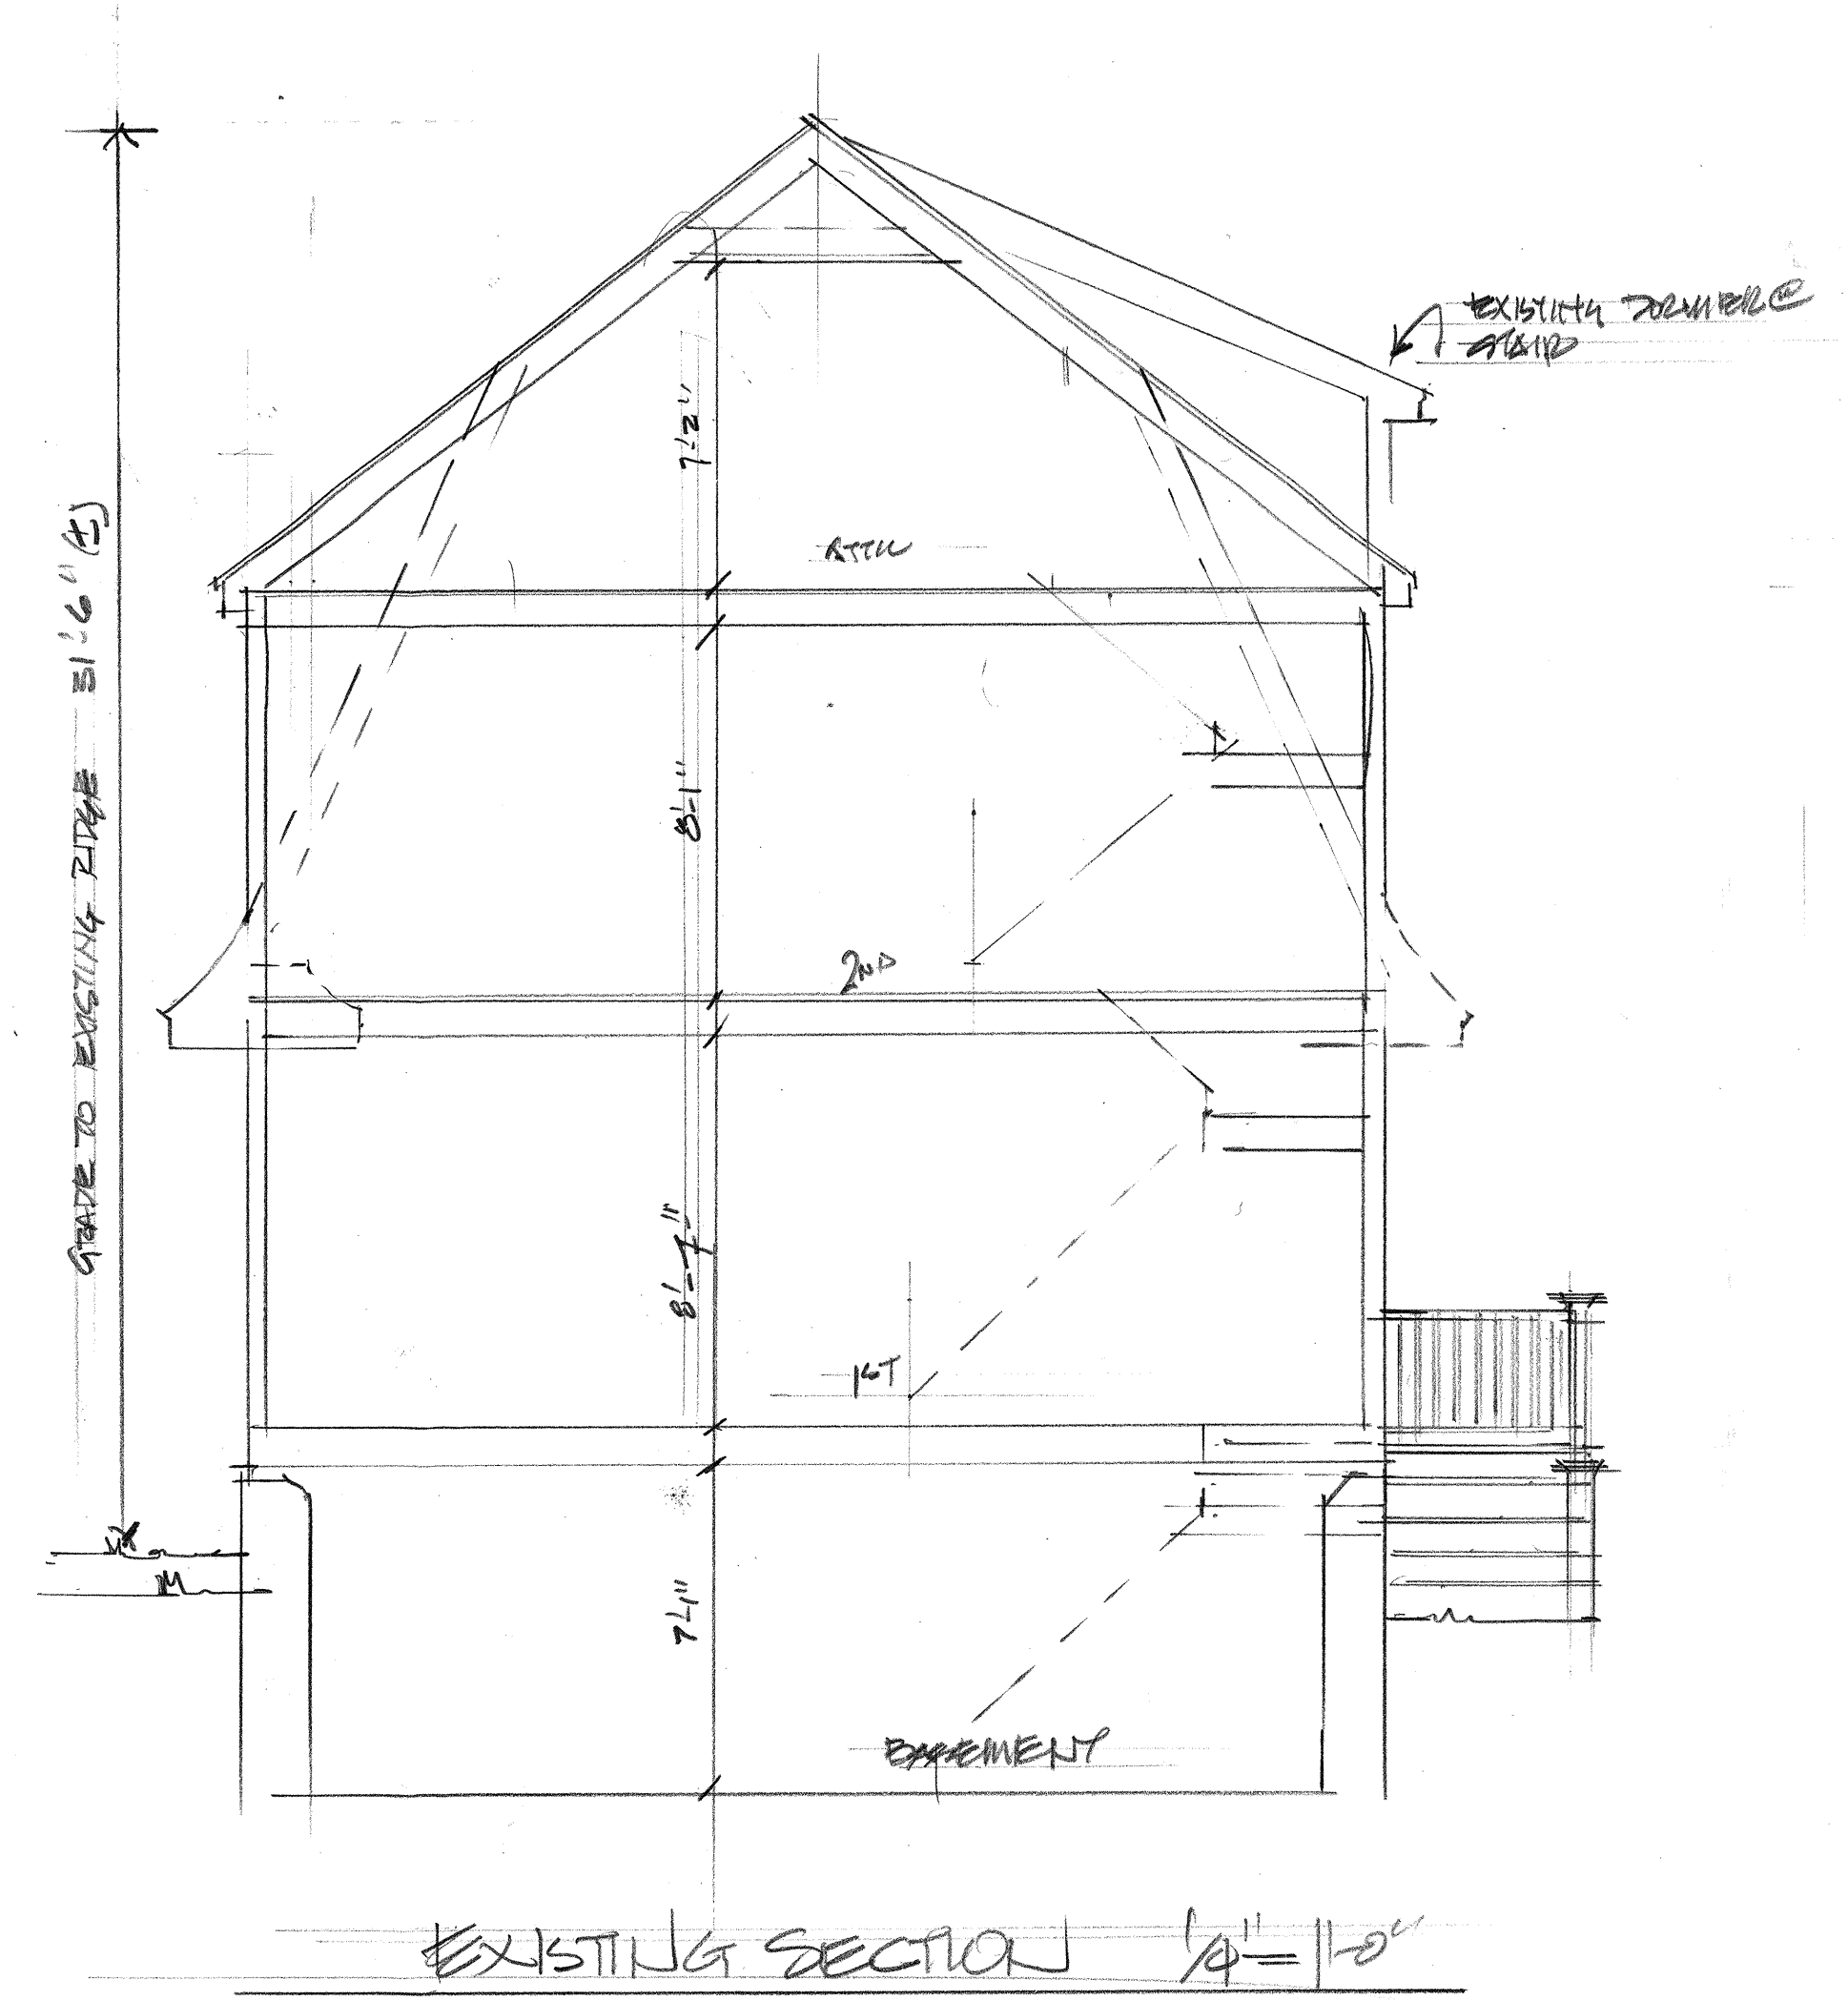 EXISTING DORMER @
STAIR
7'-2"
ATTIC
GRADE TO EXISTING RIDGE 31'-6" (±)
8'-1"
2ND
8'-7"
1ST
7'-1"
BASEMENT
EXISTING SECTION 1/4" = 1'-0"